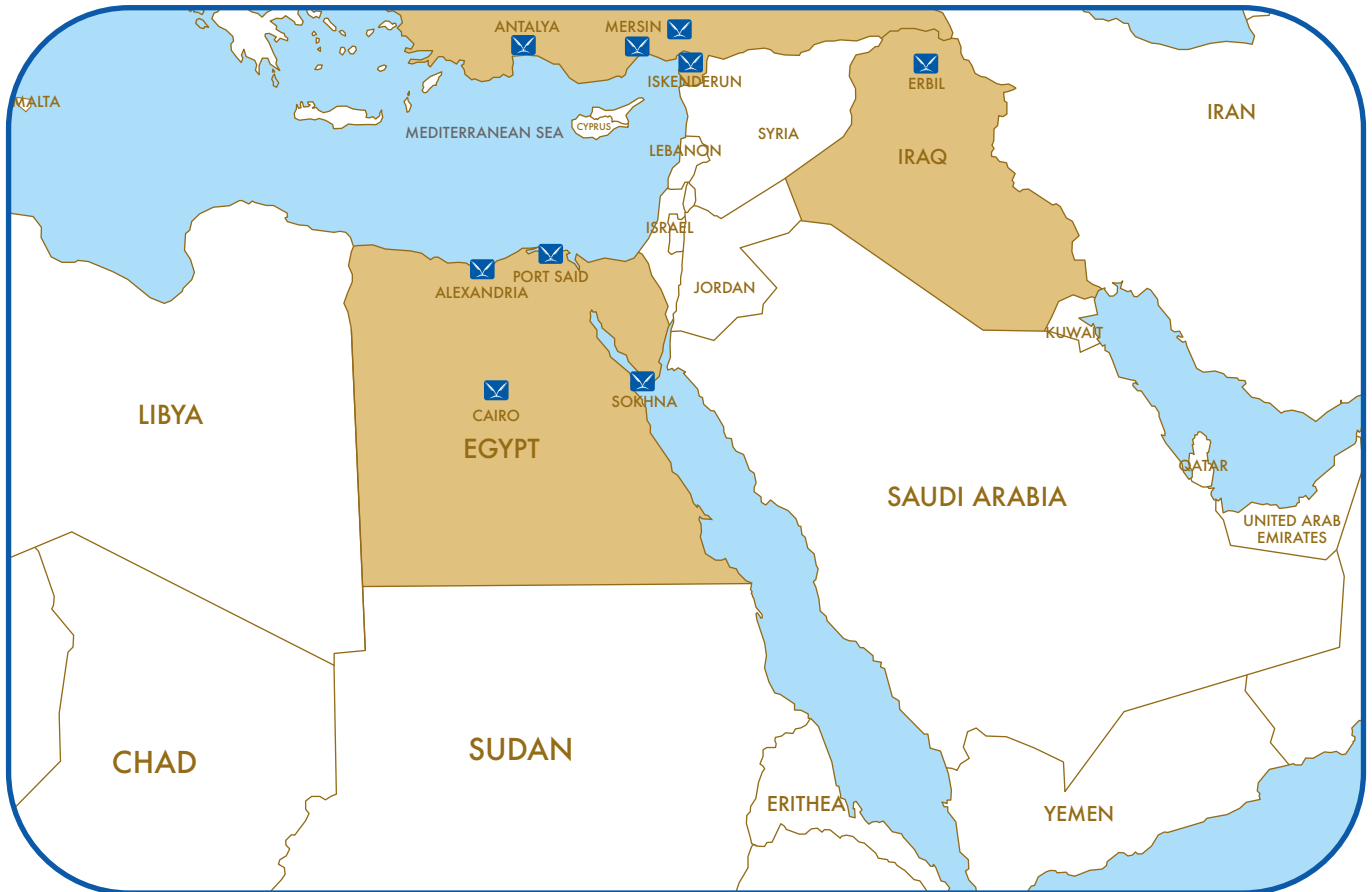 ANTALYA
MERSIN
ISKENDERUN
ERBIL
MALTA
IRAN
MEDITERRANEAN SEA
CYPRUS
SYRIA
LEBANON
IRAQ
ISRAEL
PORT SAID
ALEXANDRIA
JORDAN
KUWAIT
SOKHNA
CAIRO
LIBYA
EGYPT
QATAR
SAUDI ARABIA
UNITED ARAB
EMIRATES
SUDAN
CHAD
ERITHEA
YEMEN